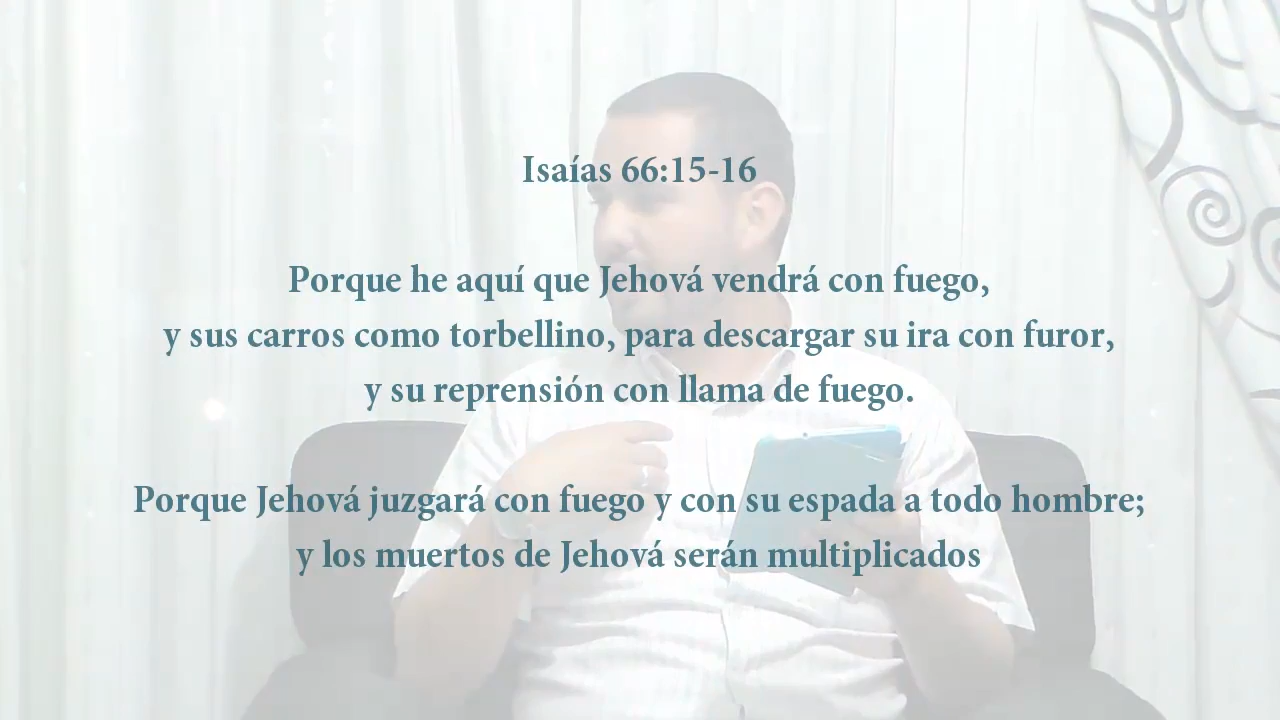 Isaías 66:15-16
Porque he aquí que Jehová vendrá con fuego,
y sus carros como torbellino, para descargar su ira con furor,
y su reprensión con llama de fuego.
Porque Jehová juzgará con fuego y con su espada a todo hombre;
y los muertos de Jehová serán multiplicados